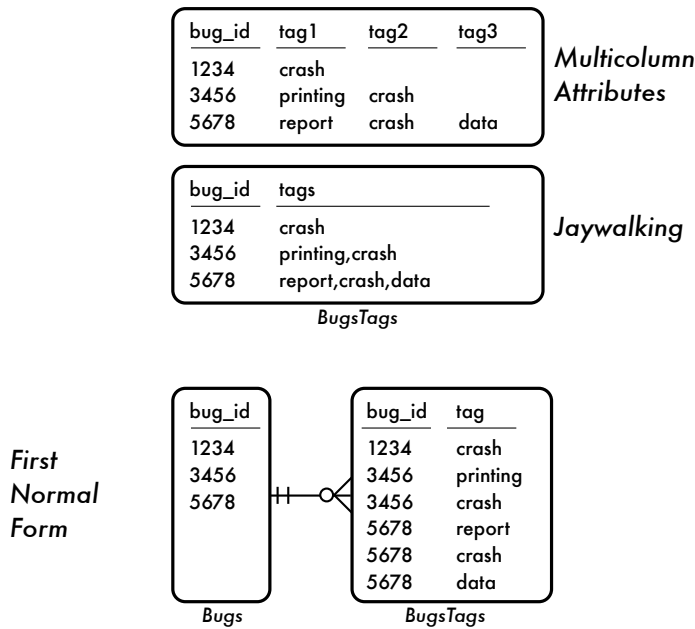 bug_id tag1 tag2 tag3
1234 crash
3456 printing crash
5678 report crash data
Multicolumn
Attributes
bug_id tags
1234 crash
3456 printing,crash
5678 report,crash,data
Jaywalking
BugsTags
First
Normal
Form
bug_id
1234
3456
5678
Bugs
bug_id tag
1234 crash
3456 printing
3456 crash
5678 report
5678 crash
5678 data
BugsTags